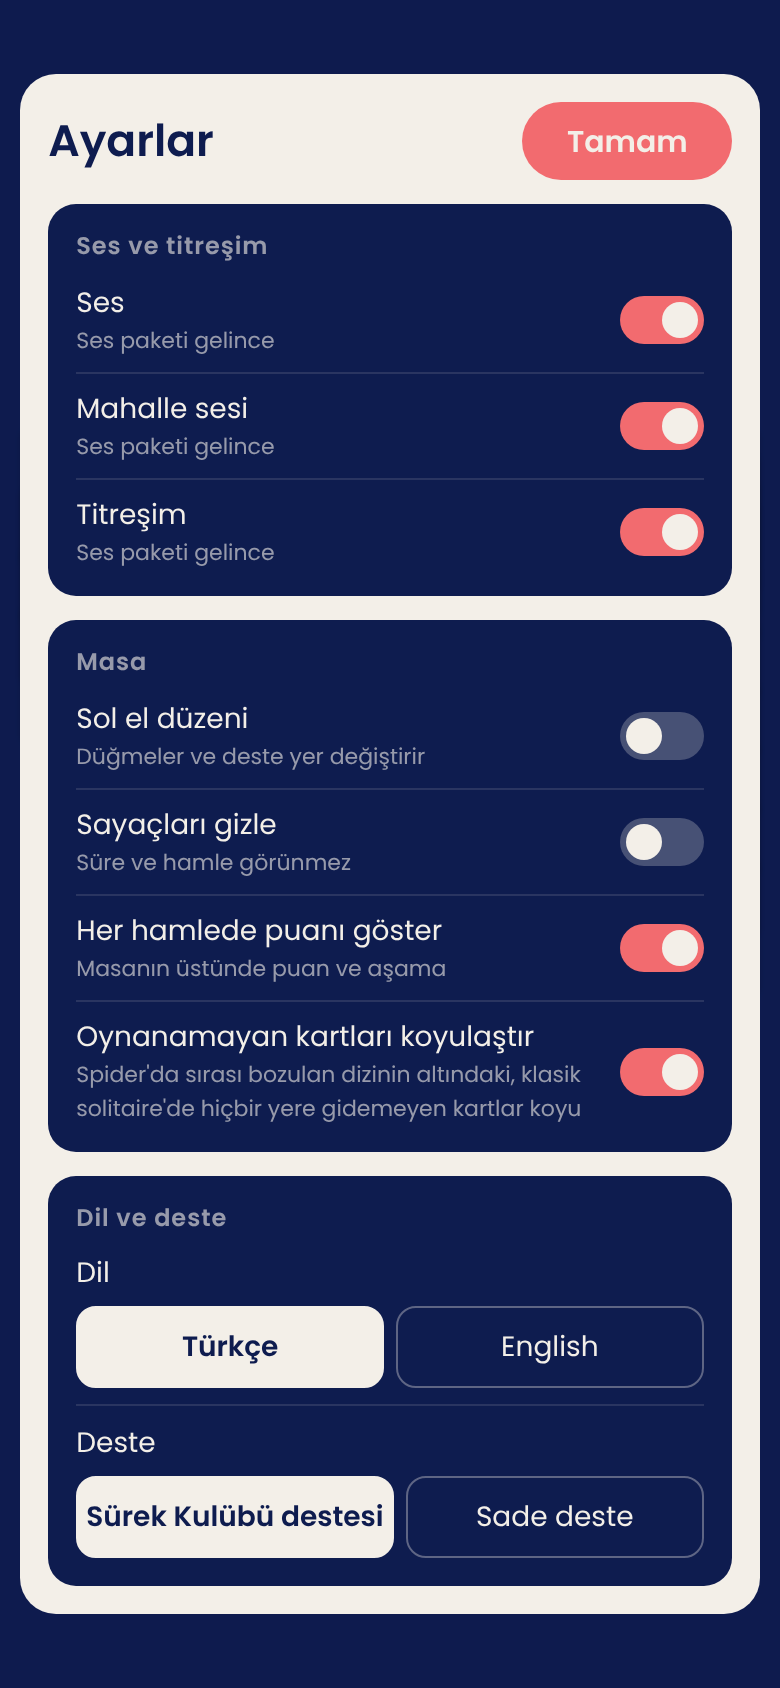 Ayarlar
Tamam
Ses ve titreşim
Ses
Ses paketi gelince
Mahalle sesi
Ses paketi gelince
Titreşim
Ses paketi gelince
Masa
Sol el düzeni
Düğmeler ve deste yer değiştirir
Sayaçları gizle
Süre ve hamle görünmez
Her hamlede puanı göster
Masanın üstünde puan ve aşama
Oynanamayan kartları koyulaştır
Spider'da sırası bozulan dizinin altındaki, klasik
solitaire'de hiçbir yere gidemeyen kartlar koyu
Dil ve deste
Dil
Türkçe
English
Deste
Sürek Kulübü destesi
Sade deste